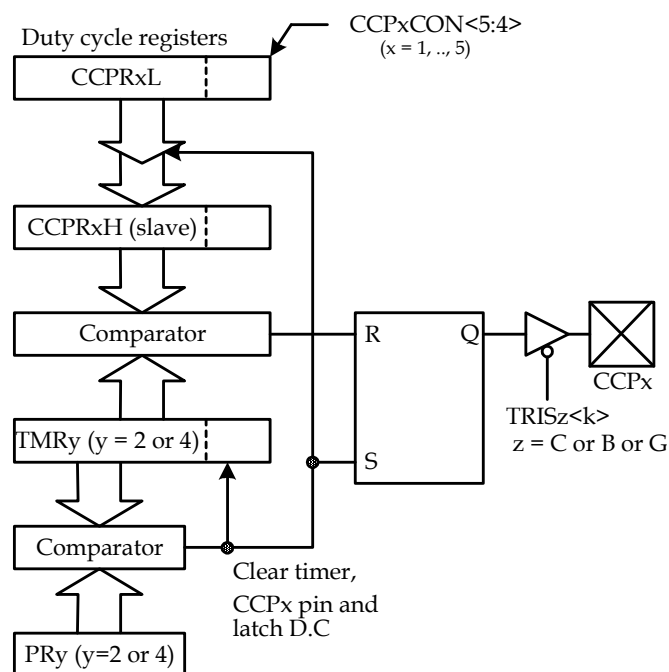 Duty cycle registers
CCPxCON<5:4>
(x = 1, .., 5)
CCPRxL
CCPRxH (slave)
Comparator
R
Q
CCPx
TMRy (y = 2 or 4)
S
TRISz<k>
z = C or B or G
Comparator
Clear timer,
CCPx pin and
latch D.C
PRy (y=2 or 4)